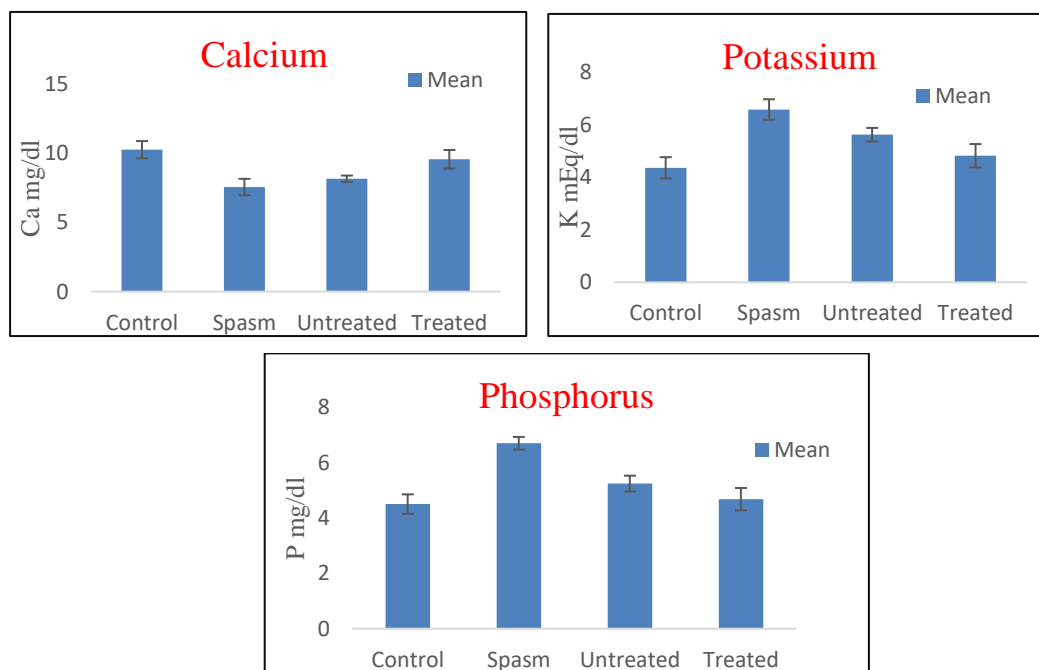 Calcium
Mean
15
10
5
0
Ca mg/dl
Control Spasm Untreated Treated
Potassium
Mean
8
6
4
2
0
K mEq/dl
Control Spasm Untreated Treated
Phosphorus
Mean
8
6
4
2
0
P mg/dl
Control Spasm Untreated Treated